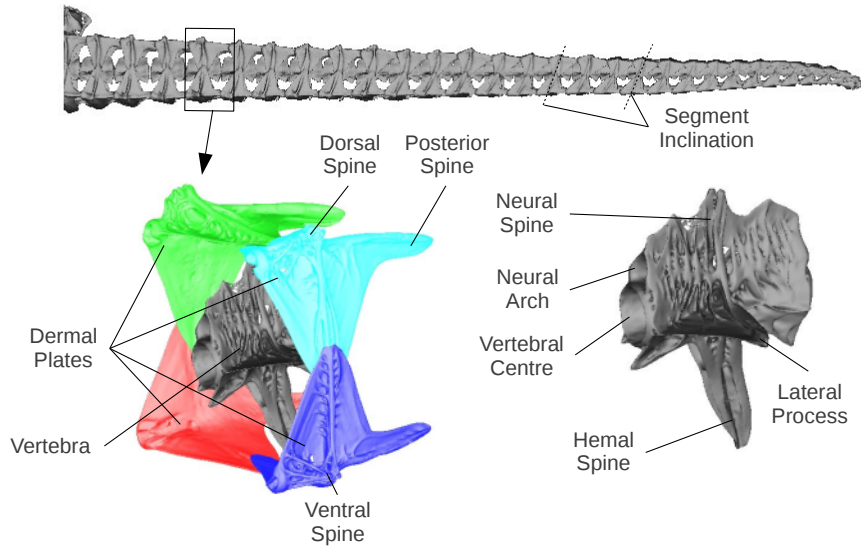 Segment
Inclination
Dorsal
Spine
Posterior
Spine
Neural
Spine
Neural
Arch
Dermal
Plates
Vertebral
Centre
Lateral
Process
Vertebra
Hemal
Spine
Ventral
Spine